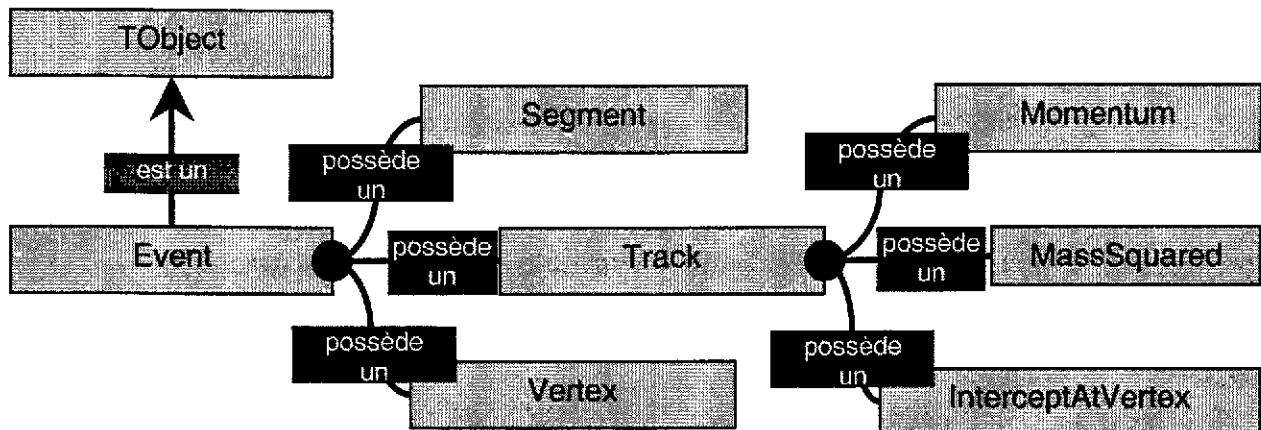 TObject
Segment
Momentum
possède
un
possède
un
est un
Event
possède
un
Track
possède
un
MassSquared
possède
un
Vertex
possède
un
InterceptAtVertex